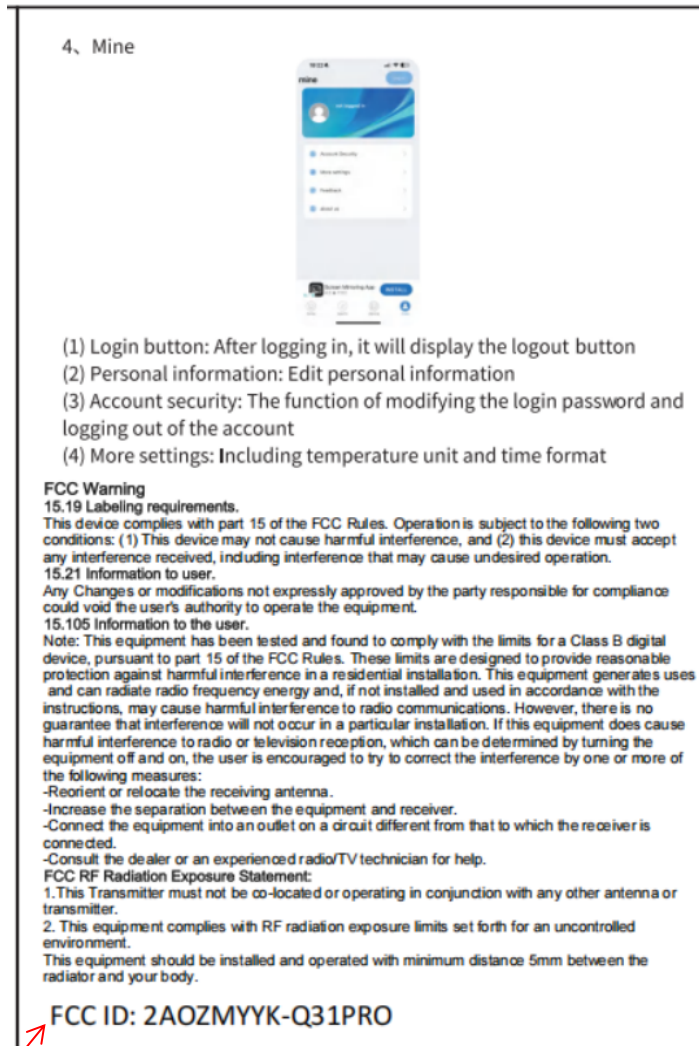 4、Mine
mine
Account Security
More settings
Feedback
about us
Screen Mirroring App
INSTALL
(1) Login button: After logging in, it will display the logout button
(2) Personal information: Edit personal information
(3) Account security: The function of modifying the login password and
logging out of the account
(4) More settings: Including temperature unit and time format
FCC Warning
15.19 Labeling requirements.
This device complies with part 15 of the FCC Rules. Operation is subject to the following two
conditions: (1) This device may not cause harmful interference, and (2) this device must accept
any interference received, including interference that may cause undesired operation.
15.21 Information to user.
Any Changes or modifications not expressly approved by the party responsible for compliance
could void the user's authority to operate the equipment.
15.105 Information to the user.
Note: This equipment has been tested and found to comply with the limits for a Class B digital
device, pursuant to part 15 of the FCC Rules. These limits are designed to provide reasonable
protection against harmful interference in a residential installation. This equipment generates uses
and can radiate radio frequency energy and, if not installed and used in accordance with the
instructions, may cause harmful interference to radio communications. However, there is no
guarantee that interference will not occur in a particular installation. If this equipment does cause
harmful interference to radio or television reception, which can be determined by turning the
equipment off and on, the user is encouraged to try to correct the interference by one or more of
the following measures:
-Reorient or relocate the receiving antenna.
-Increase the separation between the equipment and receiver.
-Connect the equipment into an outlet on a circuit different from that to which the receiver is
connected.
-Consult the dealer or an experienced radio/TV technician for help.
FCC RF Radiation Exposure Statement:
1.This Transmitter must not be co-located or operating in conjunction with any other antenna or
transmitter.
2. This equipment complies with RF radiation exposure limits set forth for an uncontrolled
environment.
This equipment should be installed and operated with minimum distance 5mm between the
radiator and your body.
FCC ID: 2AOZMYYK-Q31PRO